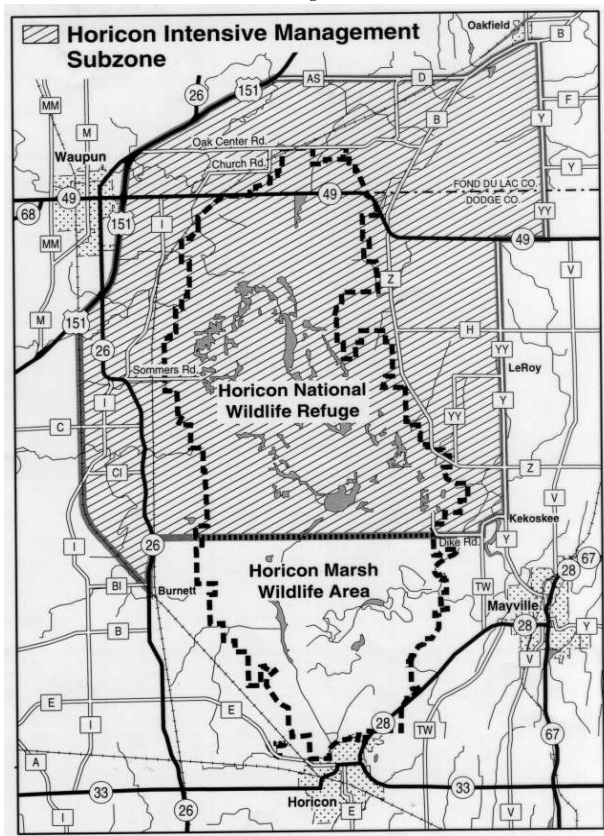 Horicon Intensive Management
Subzone
Oakfield
B
26
151
AS
D
MM
M
B
F
Y
Oak Center Rd.
Waupun
Church Rd.
Y
FOND DU LAC CO.
DODGE CO.
49
49
68
I
YY
151
49
MM
V
Z
M
151
H
26
YY
Sommers Rd.
LeRoy
Horicon National
Wildlife Refuge
I
YY
Y
C
CI
Z
V
Kekoskee
26
Dike Rd.
Y
I
67
28
Horicon Marsh
Wildlife Area
BI
TW
Burnett
Mayville
B
28
Y
V
E
E
28
I
TW
67
A
33
33
Horicon
I
26
E
V